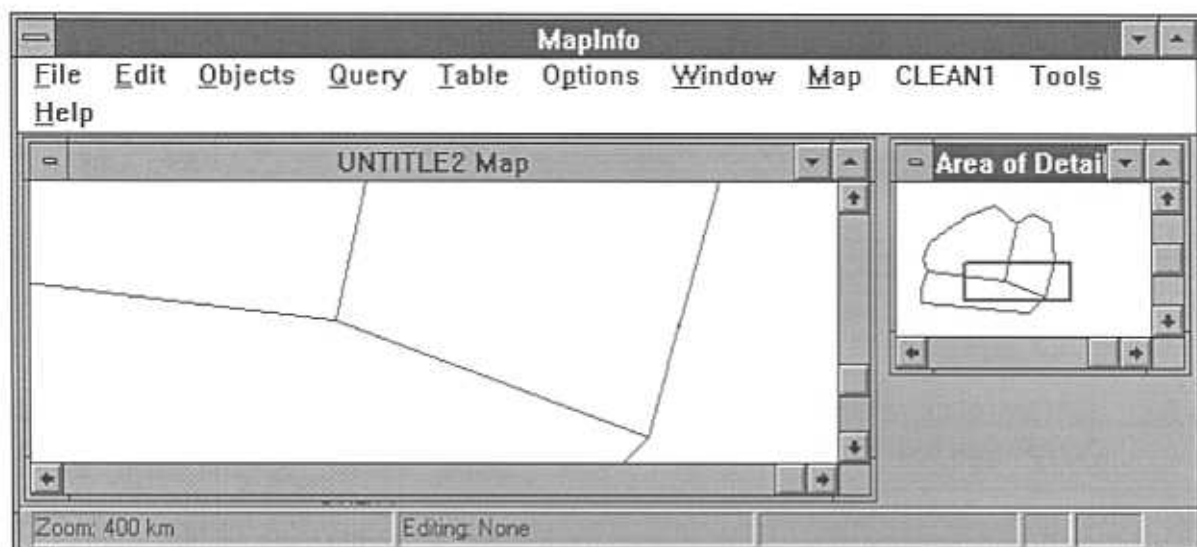 MapInfo
File Edit Objects Query Table Options Window Map CLEAN1 Tools
Help
UNTITLE2 Map
Area of Detail
Zoom: 400 km
Editing: None